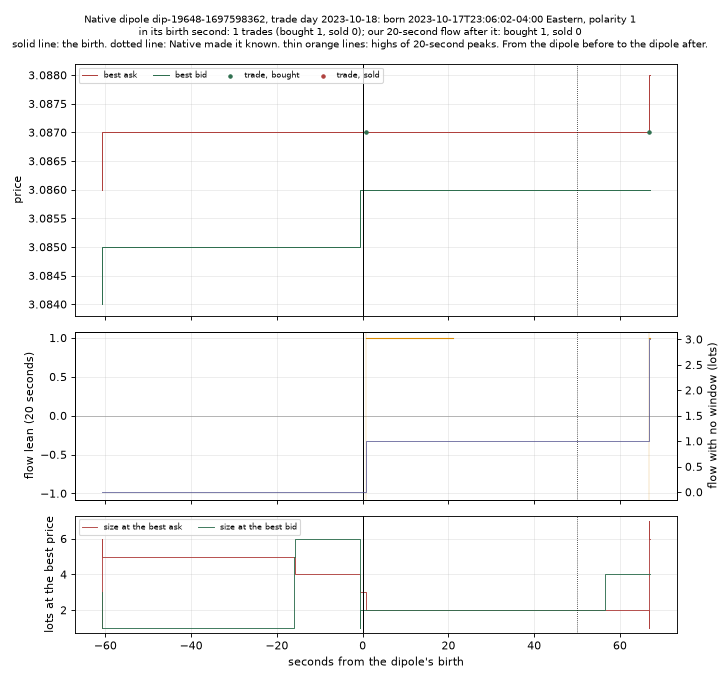 Native dipole dip-19648-1697598362, trade day 2023-10-18: born 2023-10-17T23:06:02-04:00 Eastern, polarity 1
in its birth second: 1 trades (bought 1, sold 0); our 20-second flow after it: bought 1, sold 0
solid line: the birth. dotted line: Native made it known. thin orange lines: highs of 20-second peaks. From the dipole before to the dipole after.
best ask best bid trade, bought trade, sold
3.0880
3.0875
3.0870
3.0865
3.0860
3.0855
3.0850
3.0845
3.0840
price
1.0
0.5
0.0
−0.5
−1.0
flow lean (20 seconds)
3.0
2.5
2.0
1.5
1.0
0.5
0.0
flow with no window (lots)
size at the best ask size at the best bid
6
4
2
lots at the best price
−60 −40 −20 0 20 40 60
seconds from the dipole's birth